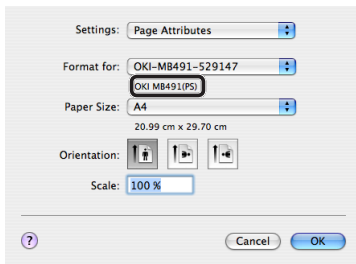 Settings: Page Attributes
Format for: OKI-MB491-529147
OKI MB491(PS)
Paper Size: A4
20.99 cm x 29.70 cm
Orientation:
Scale: 100 %
? Cancel OK